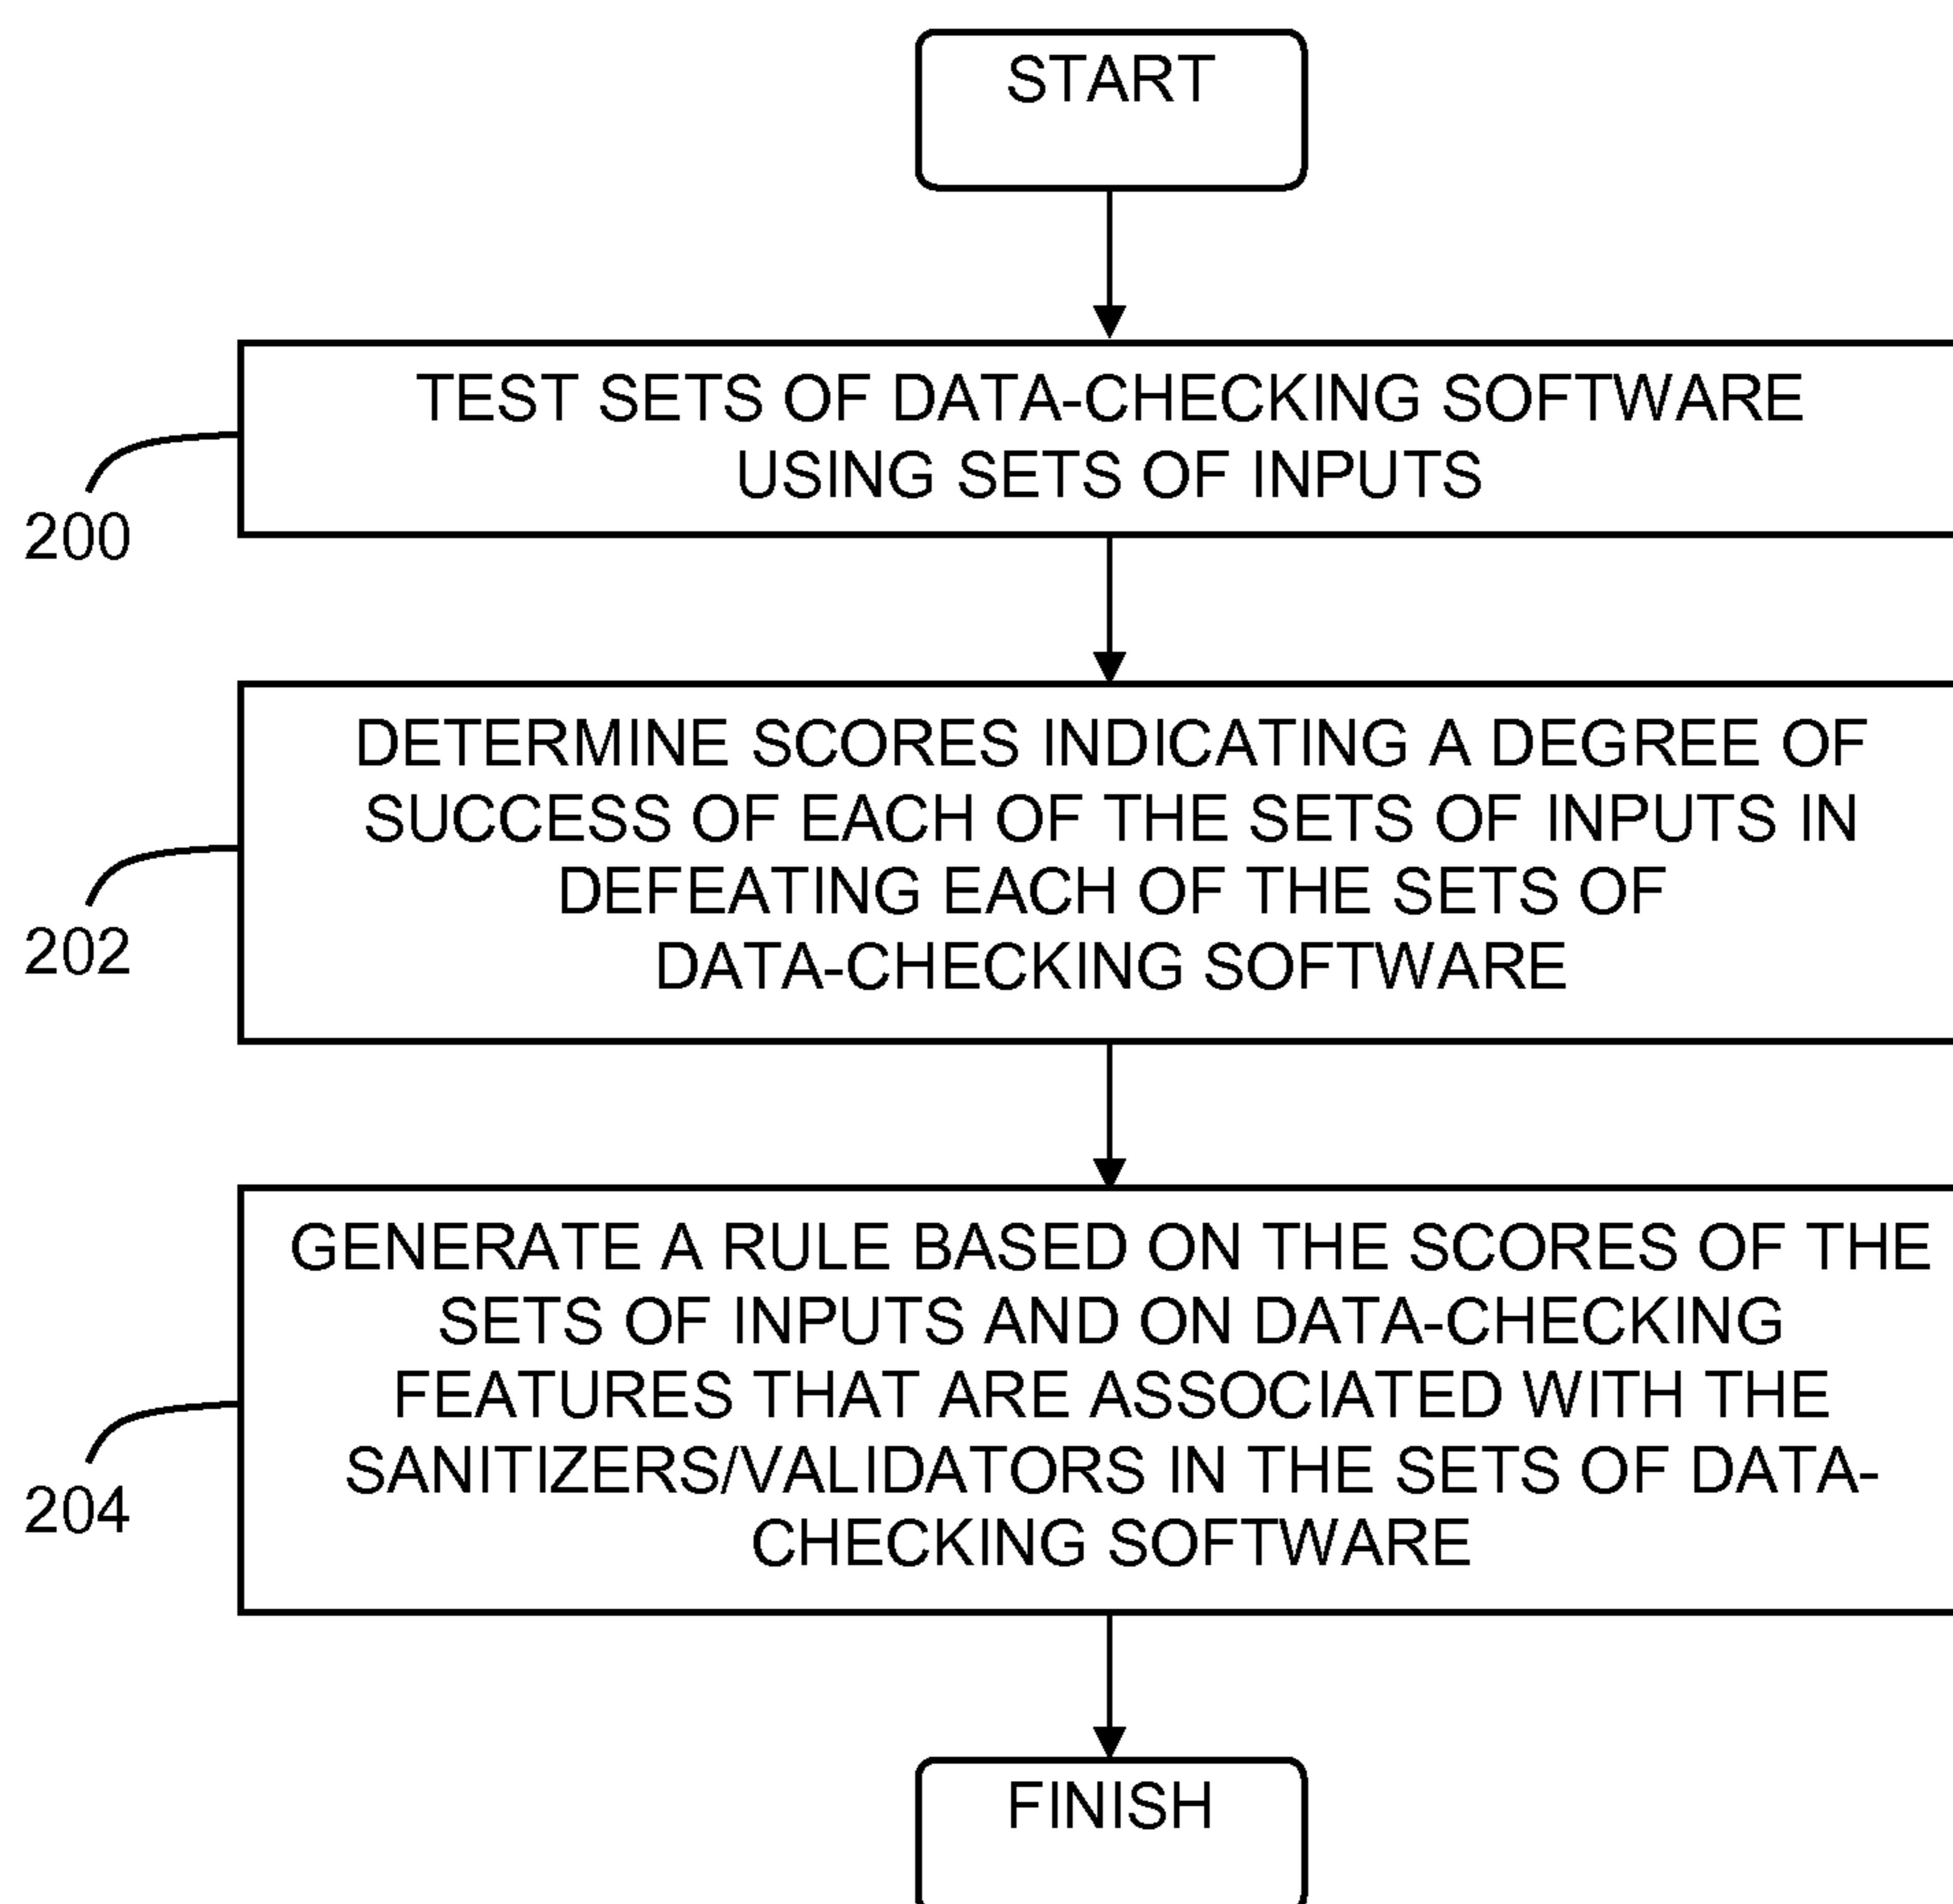 START
TEST SETS OF DATA-CHECKING SOFTWARE
USING SETS OF INPUTS
200
DETERMINE SCORES INDICATING A DEGREE OF
SUCCESS OF EACH OF THE SETS OF INPUTS IN
DEFEATING EACH OF THE SETS OF
DATA-CHECKING SOFTWARE
202
GENERATE A RULE BASED ON THE SCORES OF THE
SETS OF INPUTS AND ON DATA-CHECKING
FEATURES THAT ARE ASSOCIATED WITH THE
SANITIZERS/VALIDATORS IN THE SETS OF DATA-
CHECKING SOFTWARE
204
FINISH